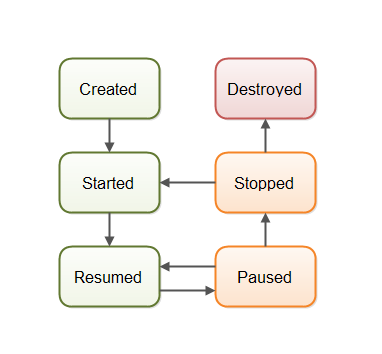 Created
Destroyed
Started
Stopped
Resumed
Paused